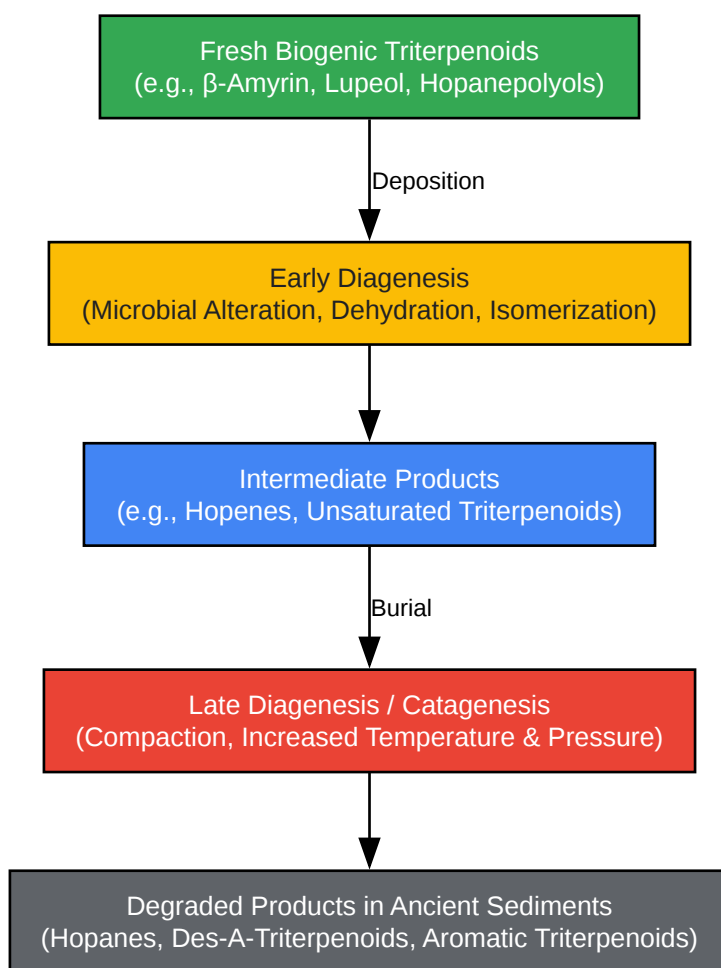 Fresh Biogenic Triterpenoids
(e.g., β-Amyrin, Lupeol, Hopanepolyols)
Deposition
Early Diagenesis
(Microbial Alteration, Dehydration, Isomerization)
Intermediate Products
(e.g., Hopenes, Unsaturated Triterpenoids)
Burial
Late Diagenesis / Catagenesis
(Compaction, Increased Temperature & Pressure)
Degraded Products in Ancient Sediments
(Hopanes, Des-A-Triterpenoids, Aromatic Triterpenoids)